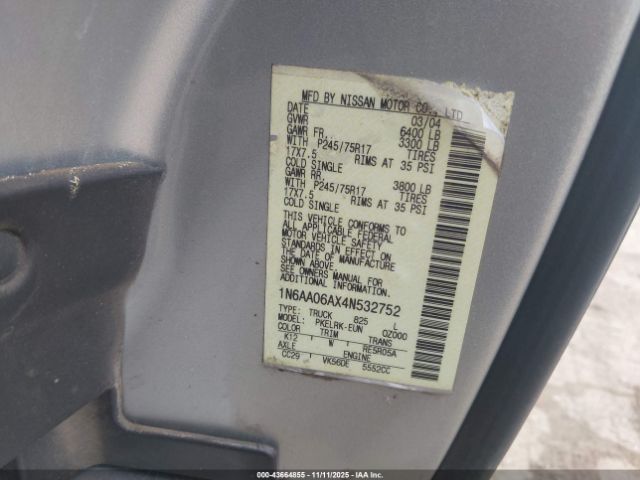 MFD BY NISSAN MOTOR CO., LTD.
DATE 03/04
GVWR 6400 LB
GAWR FR. 3300 LB
WITH P245/75R17 TIRES
17X7.5 RIMS AT 35 PSI
COLD SINGLE
GAWR RR. 3800 LB
WITH P245/75R17 TIRES
17X7.5 RIMS AT 35 PSI
COLD SINGLE
THIS VEHICLE CONFORMS TO
ALL APPLICABLE FEDERAL
MOTOR VEHICLE SAFETY
STANDARDS IN EFFECT ON
THE DATE OF MANUFACTURE
SHOWN ABOVE.
SEE OWNERS MANUAL FOR
ADDITIONAL INFORMATION.
1N6AA06AX4N532752
TYPE: TRUCK 825 L
MODEL: PKELRK-EUN OZ000
COLOR TRIM TRANS
K12 W RE5R05A
AXLE ENGINE
CC29 VK56DE 5552CC
000-43664855 - 11/11/2025 - IAAI.com